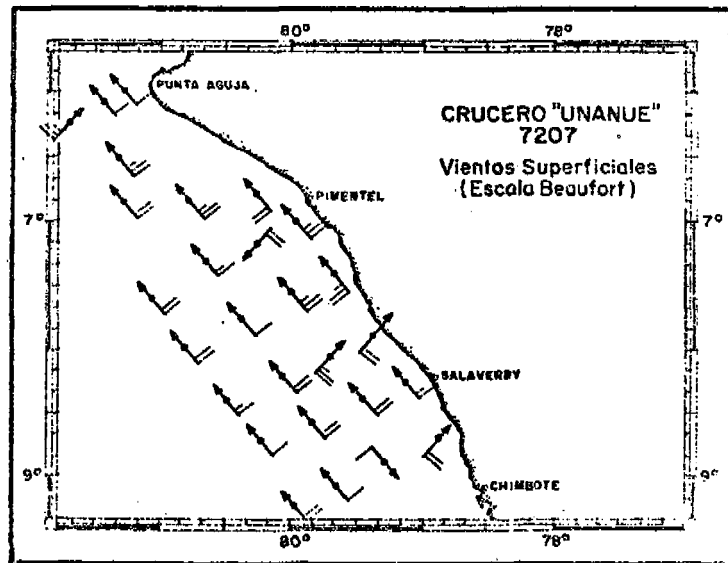 80° 78°
PUNTA AGUJA
CRUCERO "UNANUE"
7207
Vientos Superficiales
(Escala Beaufort)
PIMENTEL
7° 7°
SALAVERRY
9° 9°
CHIMBOTE
80° 78°